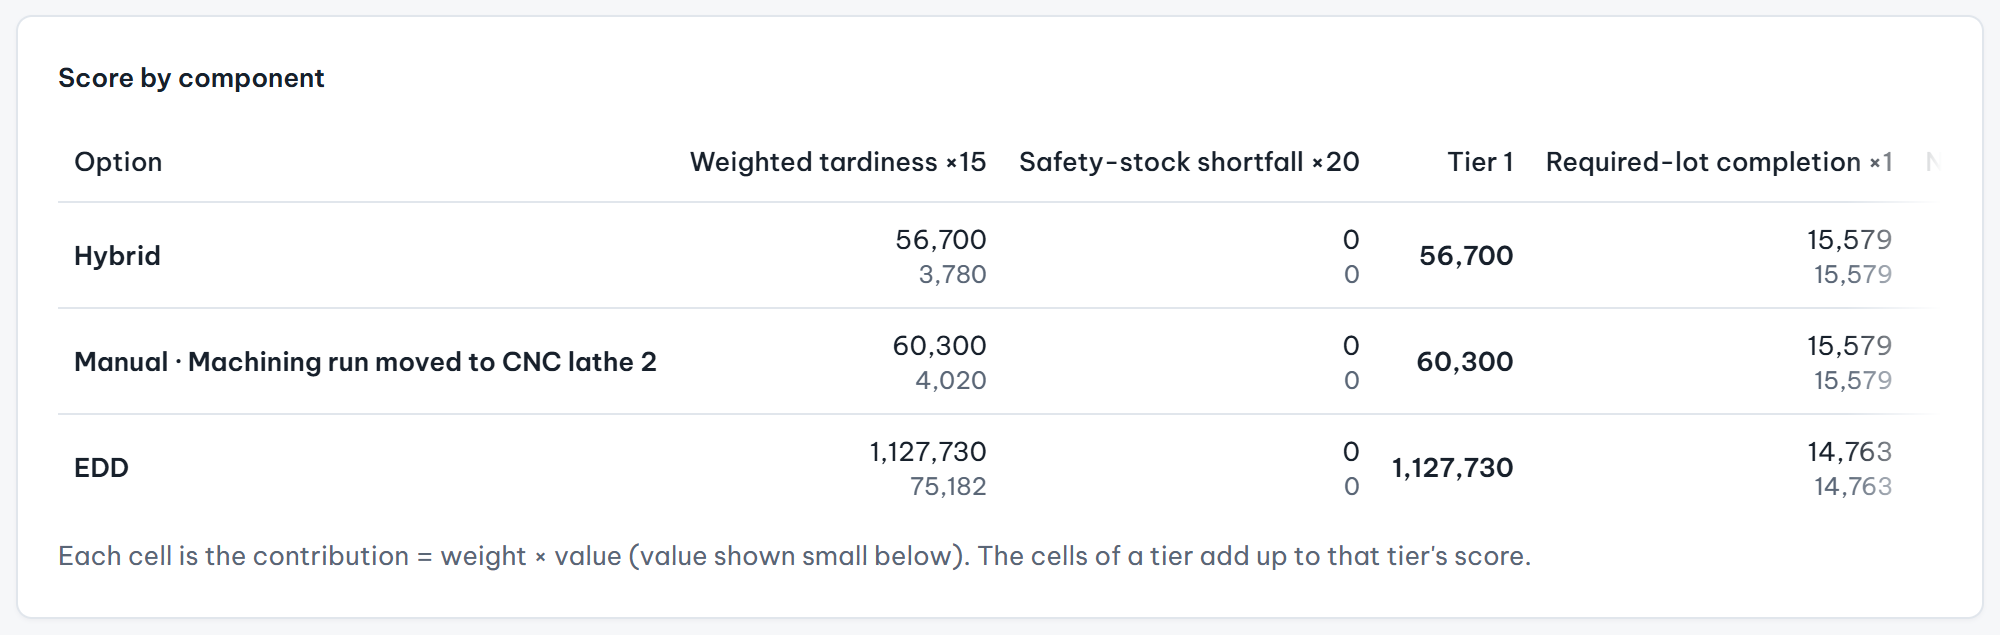 Score by component
Option Weighted tardiness ×15 Safety-stock shortfall ×20 Tier 1 Required-lot completion ×1 N
Hybrid 56,700 0 56,700 15,579
3,780 0 15,579
Manual · Machining run moved to CNC lathe 2 60,300 0 60,300 15,579
4,020 0 15,579
EDD 1,127,730 0 1,127,730 14,763
75,182 0 14,763
Each cell is the contribution = weight × value (value shown small below). The cells of a tier add up to that tier's score.